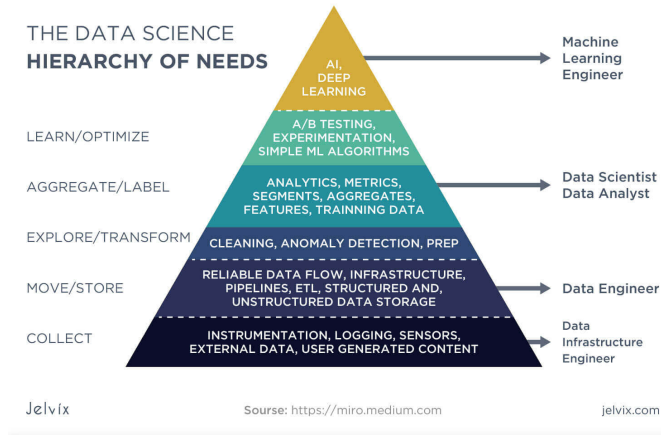 THE DATA SCIENCE
HIERARCHY OF NEEDS
AI,
DEEP
LEARNING
Machine
Learning
Engineer
LEARN/OPTIMIZE
A/B TESTING,
EXPERIMENTATION,
SIMPLE ML ALGORITHMS
AGGREGATE/LABEL
ANALYTICS, METRICS,
SEGMENTS, AGGREGATES,
FEATURES, TRAINNING DATA
Data Scientist
Data Analyst
EXPLORE/TRANSFORM
CLEANING, ANOMALY DETECTION, PREP
MOVE/STORE
RELIABLE DATA FLOW, INFRASTRUCTURE,
PIPELINES, ETL, STRUCTURED AND,
UNSTRUCTURED DATA STORAGE
Data Engineer
COLLECT
INSTRUMENTATION, LOGGING, SENSORS,
EXTERNAL DATA, USER GENERATED CONTENT
Data
Infrastructure
Engineer
Jelvix
Sourse: https://miro.medium.com
jelvix.com